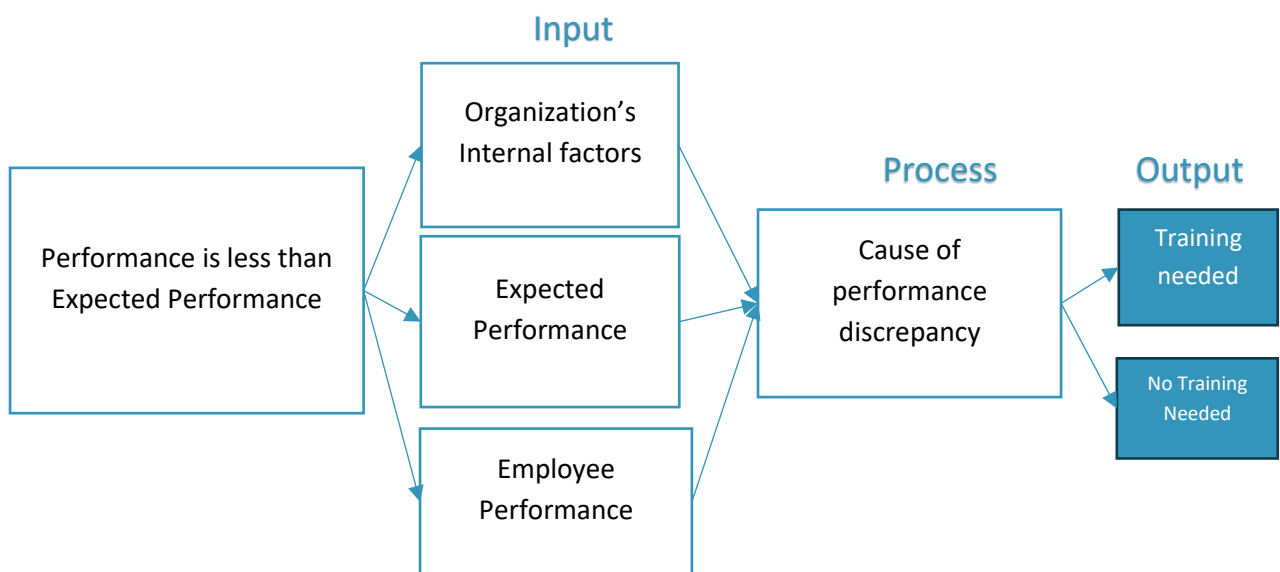 Input
Organization’s
Internal factors
Process
Output
Performance is less than
Expected Performance
Expected
Performance
Cause of
performance
discrepancy
Training
needed
No Training
Needed
Employee
Performance